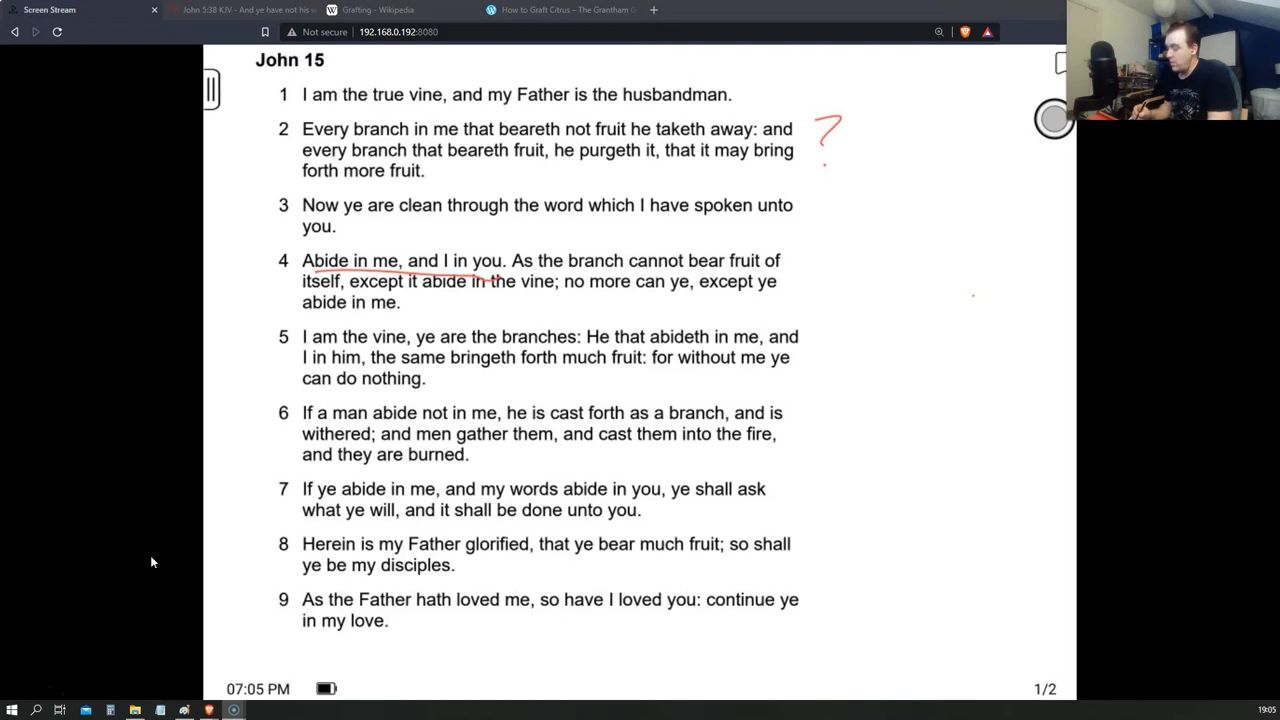 Screen Stream
John 5:38 KJV - And ye have not his w
Grafting - Wikipedia
How to Graft Citrus – The Grantham G
Not secure 192.168.0.192:8080
John 15
1 I am the true vine, and my Father is the husbandman.
2 Every branch in me that beareth not fruit he taketh away: and
every branch that beareth fruit, he purgeth it, that it may bring
forth more fruit.
?
3 Now ye are clean through the word which I have spoken unto
you.
4 Abide in me, and I in you. As the branch cannot bear fruit of
itself, except it abide in the vine; no more can ye, except ye
abide in me.
5 I am the vine, ye are the branches: He that abideth in me, and
I in him, the same bringeth forth much fruit: for without me ye
can do nothing.
6 If a man abide not in me, he is cast forth as a branch, and is
withered; and men gather them, and cast them into the fire,
and they are burned.
7 If ye abide in me, and my words abide in you, ye shall ask
what ye will, and it shall be done unto you.
8 Herein is my Father glorified, that ye bear much fruit; so shall
ye be my disciples.
9 As the Father hath loved me, so have I loved you: continue ye
in my love.
07:05 PM
1/2
19:05